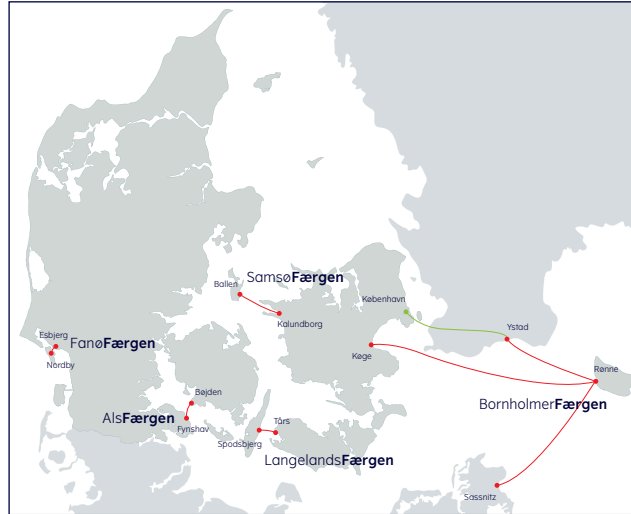 SamsøFærgen
Ballen
København
Kalundborg
Ystad
Esbjerg
FanøFærgen
Køge
Nordby
Rønne
Bøjden
BornholmerFærgen
AlsFærgen
Tårs
Fynshav
Spodsbjerg
LangelandsFærgen
Sassnitz